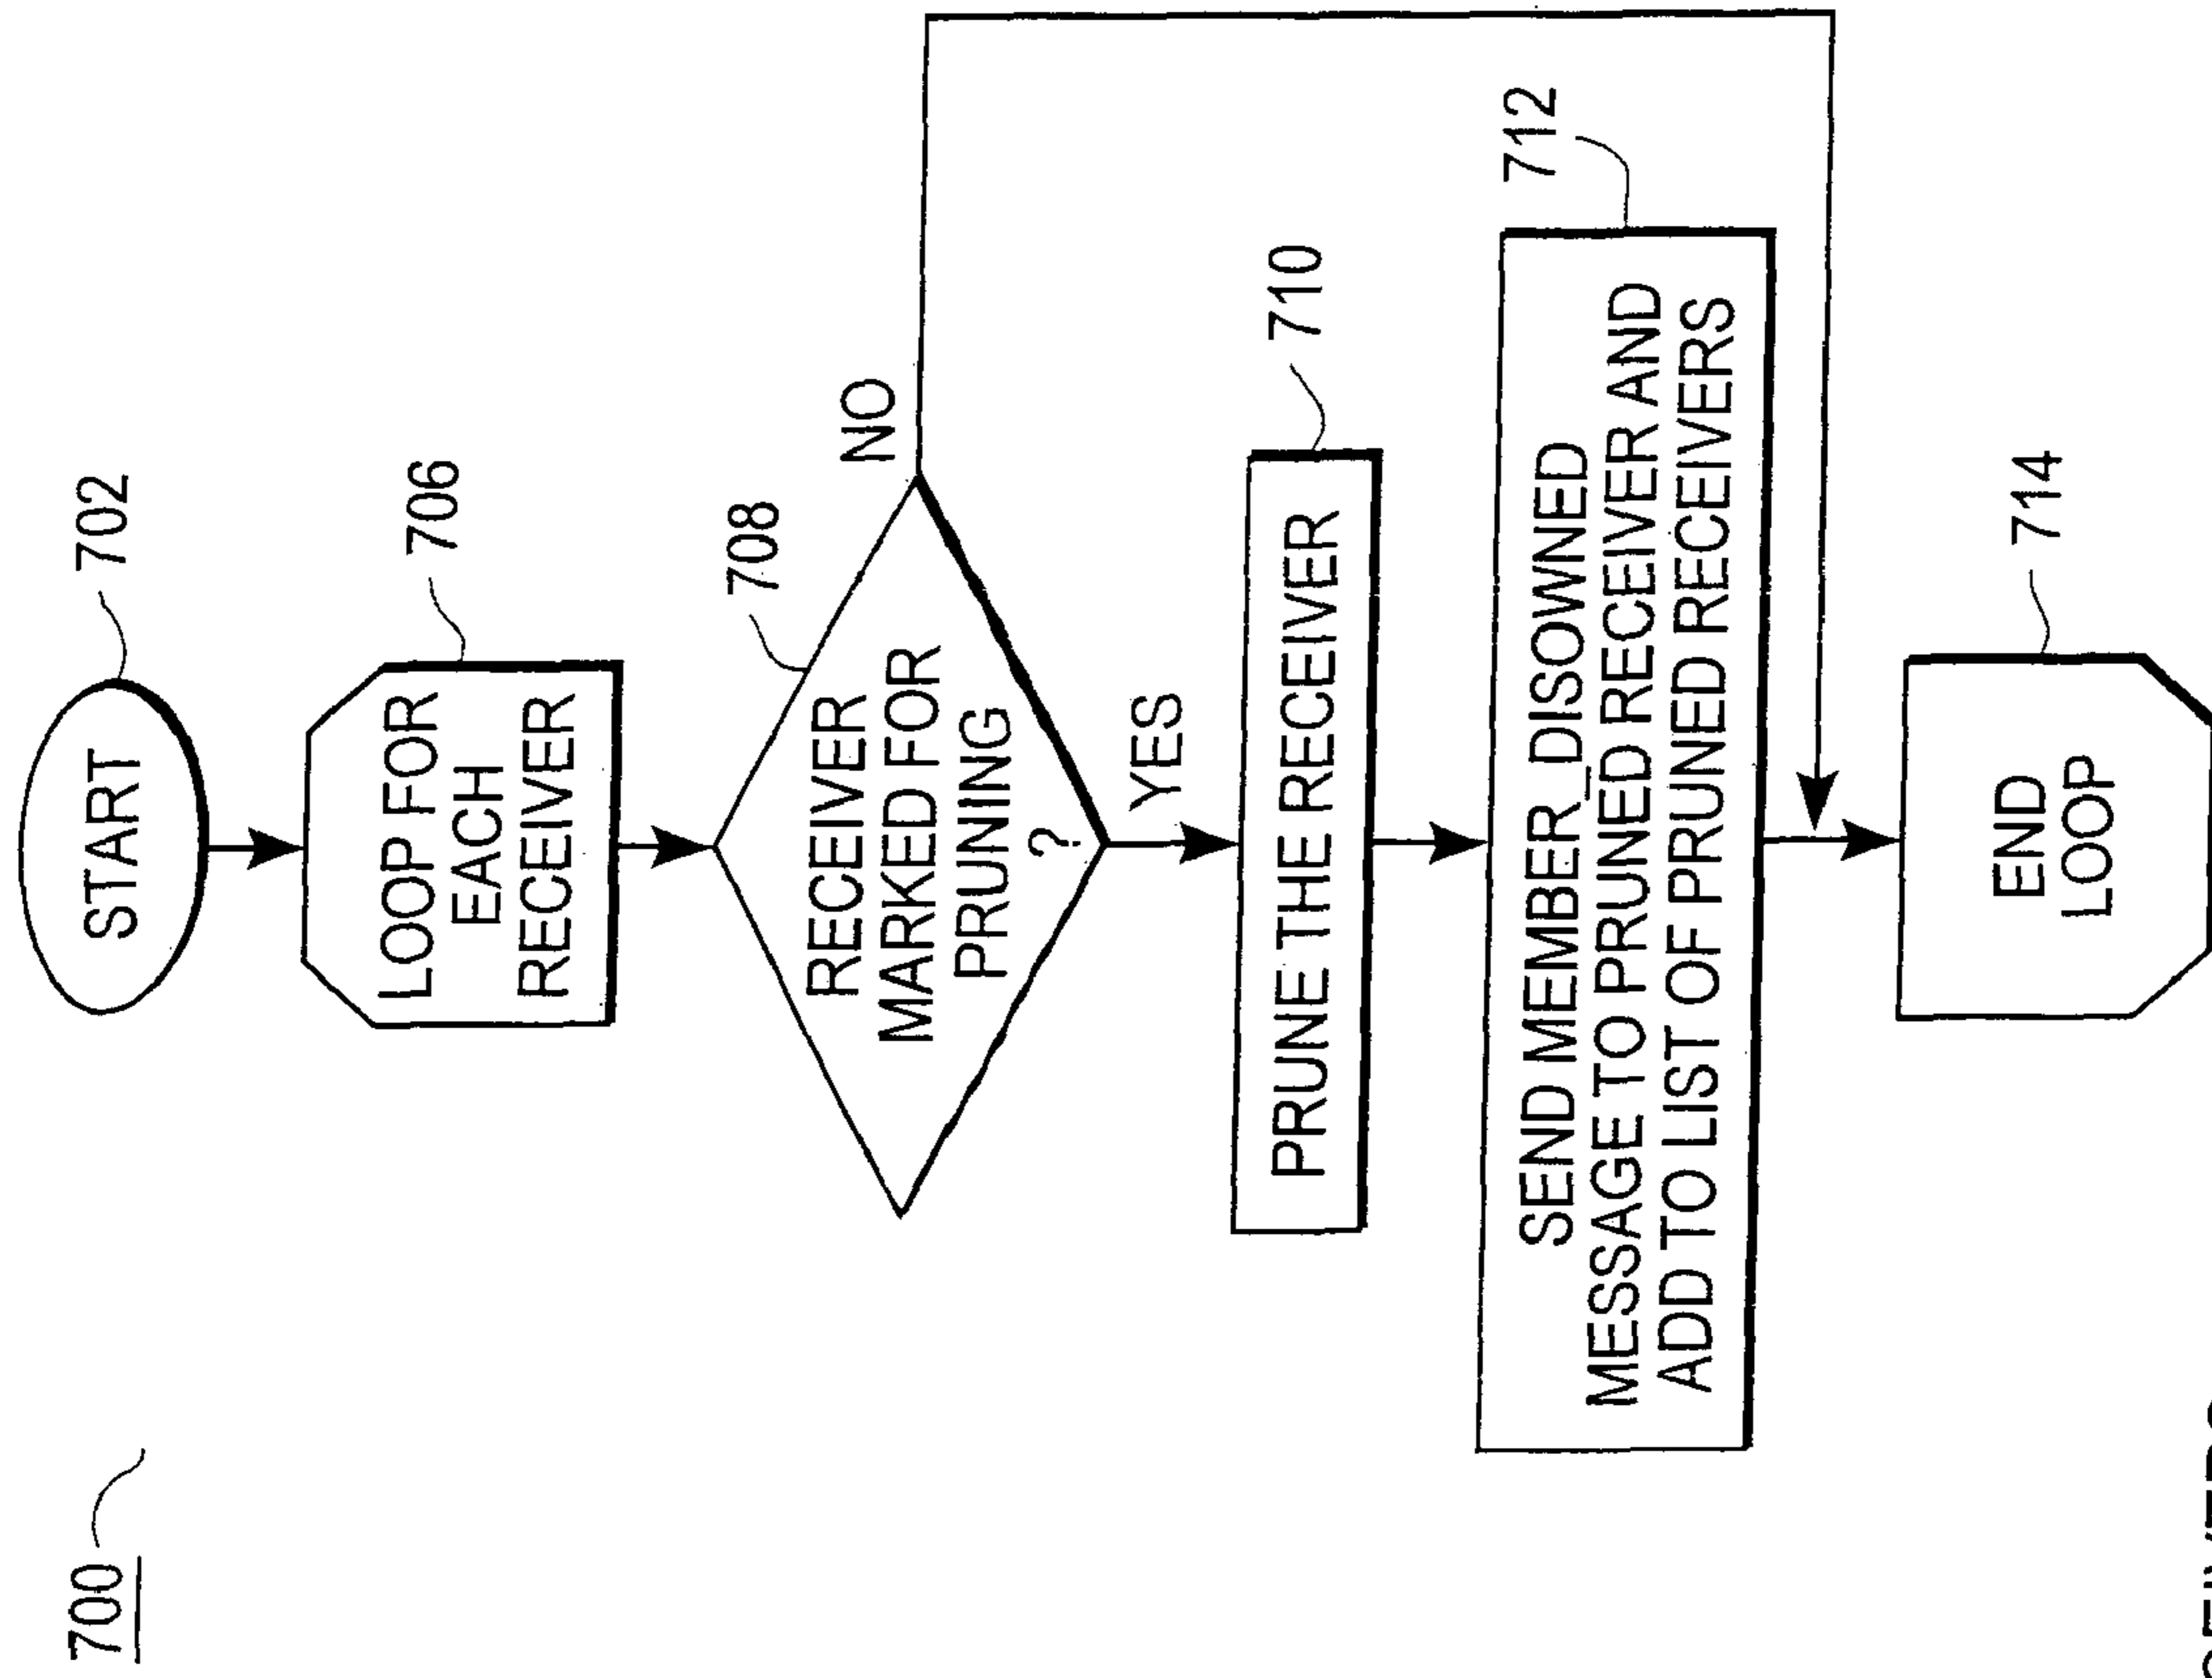 700
START
702
LOOP FOR
EACH
RECEIVER
706
RECEIVER
MARKED FOR
PRUNING
?
708
NO
YES
PRUNE THE RECEIVER
710
SEND MEMBER_DISOWNED
MESSAGE TO PRUNED RECEIVER AND
ADD TO LIST OF PRUNED RECEIVERS
712
END
LOOP
714